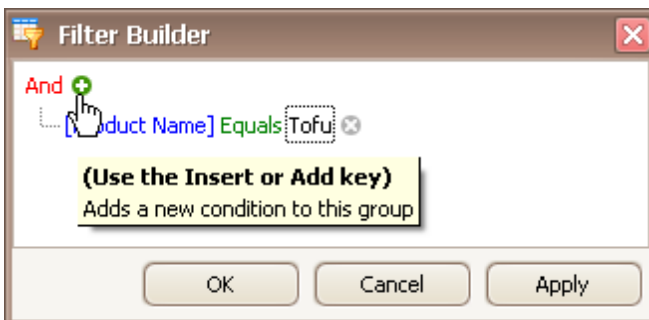 Filter Builder
And
duct Name] Equals Tofu
(Use the Insert or Add key)
Adds a new condition to this group
OK Cancel Apply